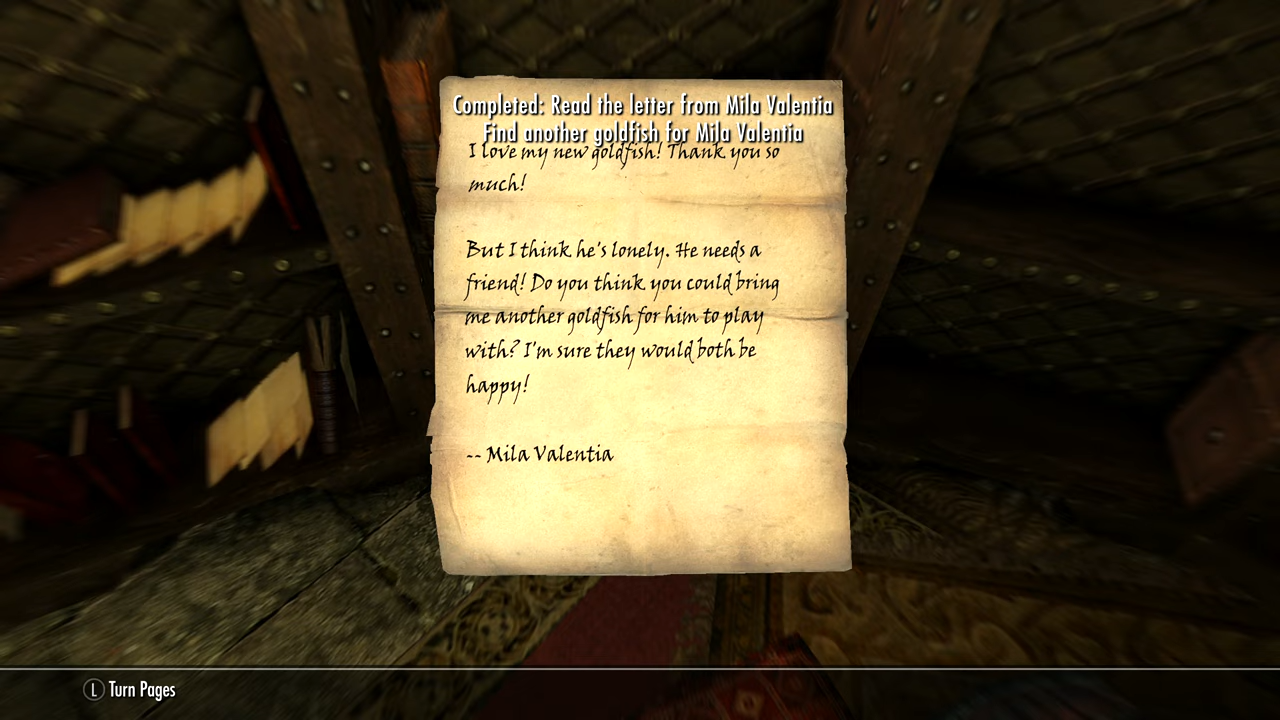 Completed: Read the letter from Mila Valentia
Find another goldfish for Mila Valentia
I love my new goldfish! Thank you so
much!
But I think he's lonely. He needs a
friend! Do you think you could bring
me another goldfish for him to play
with? I'm sure they would both be
happy!
-- Mila Valentia
L Turn Pages